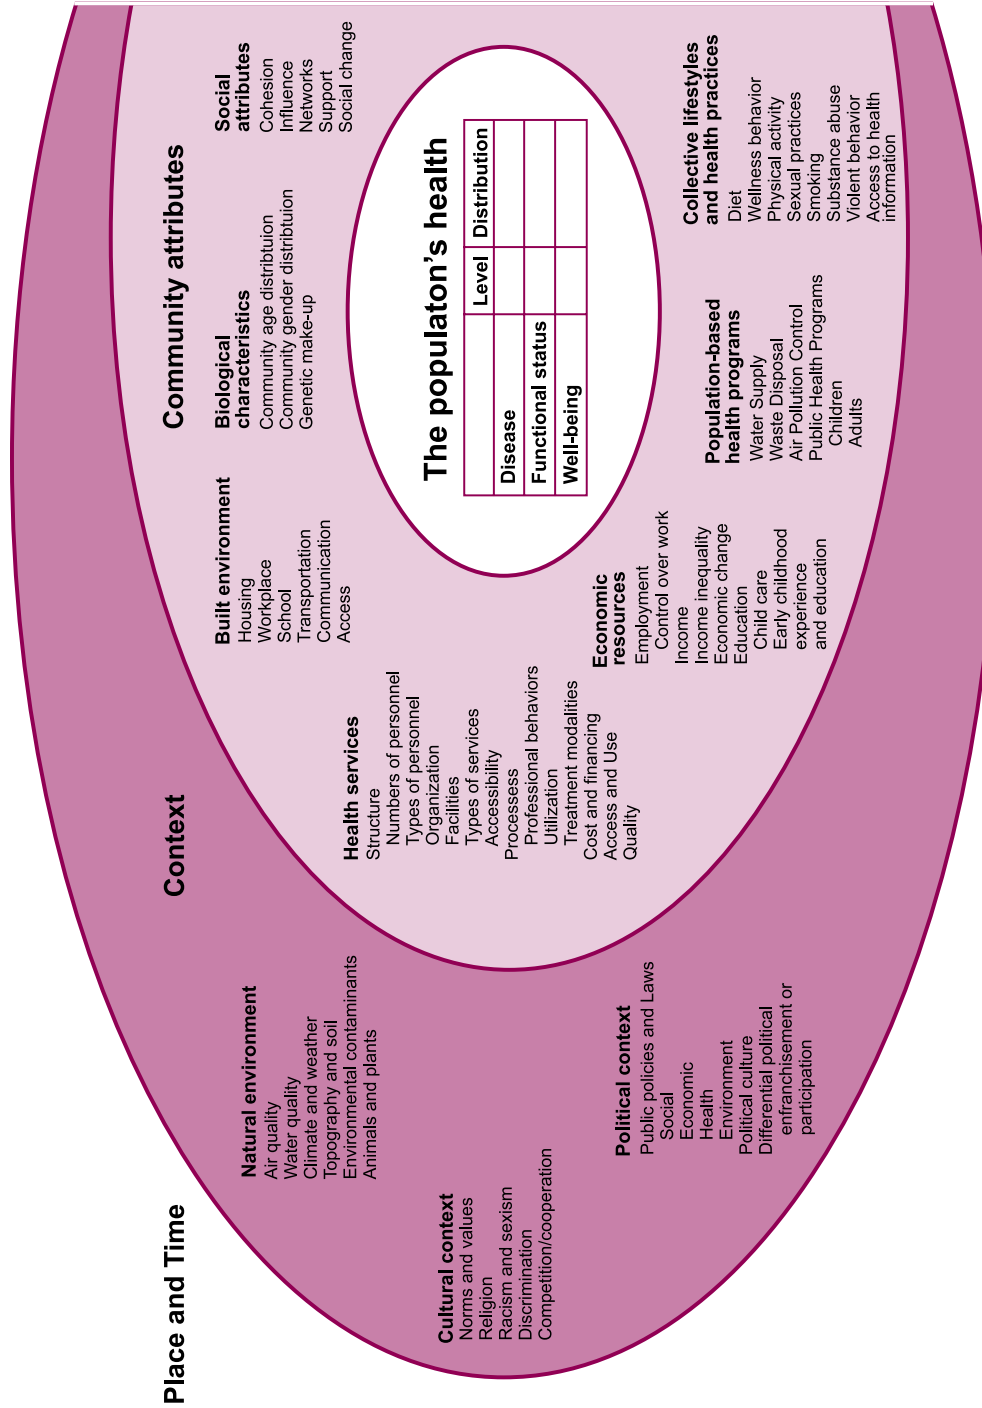 Place and Time
Context
Community attributes
Natural environment
Air quality
Water quality
Climate and weather
Topography and soil
Environmental contaminants
Animals and plants
Cultural context
Norms and values
Religion
Racism and sexism
Discrimination
Competition/cooperation
Political context
Public policies and Laws
Social
Economic
Health
Environment
Political culture
Differential political
enfranchisement or
participation
Health services
Structure
Numbers of personnel
Types of personnel
Organization
Facilities
Types of services
Accessibility
Processess
Professional behaviors
Utilization
Treatment modalities
Cost and financing
Access and Use
Quality
Built environment
Housing
Workplace
School
Transportation
Communication
Access
Biological
characteristics
Community age distribtuion
Community gender distribtuion
Genetic make-up
Social
attributes
Cohesion
Influence
Networks
Support
Social change
The populaton's health
Level Distribution
Disease
Functional status
Well-being
Economic
resources
Employment
Control over work
Income
Income inequality
Economic change
Education
Child care
Early childhood
experience
and education
Population-based
health programs
Water Supply
Waste Disposal
Air Pollution Control
Public Health Programs
Children
Adults
Collective lifestyles
and health practices
Diet
Wellness behavior
Physical activity
Sexual practices
Smoking
Substance abuse
Violent behavior
Access to health
information